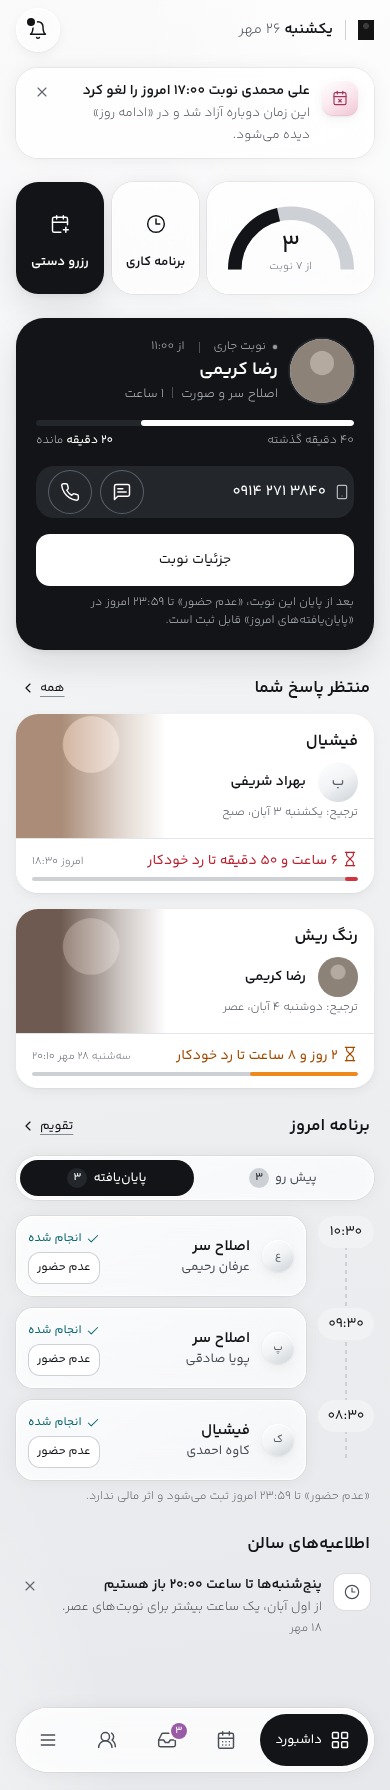 یکشنبه ۲۶ مهر
علی محمدی نوبت ۱۷:۰۰ امروز را لغو کرد
این زمان دوباره آزاد شد و در «ادامه روز»
دیده می‌شود.
۳
از ۷ نوبت
برنامه کاری
رزرو دستی
نوبت جاری | از ۱۱:۰۰
رضا کریمی
اصلاح سر و صورت | ۱ ساعت
۴۰ دقیقه گذشته
۲۰ دقیقه مانده
۰۹۱۴ ۲۷۱ ۳۸۴۰
جزئیات نوبت
بعد از پایان این نوبت، «عدم حضور» تا ۲۳:۵۹ امروز در
«پایان‌یافته‌های امروز» قابل ثبت است.
منتظر پاسخ شما
همه
فیشیال
ب
بهراد شریفی
ترجیح: یکشنبه ۳ آبان، صبح
۶ ساعت و ۵۰ دقیقه تا رد خودکار
امروز ۱۸:۳۰
رنگ ریش
رضا کریمی
ترجیح: دوشنبه ۴ آبان، عصر
۲ روز و ۸ ساعت تا رد خودکار
سه‌شنبه ۲۸ مهر ۲۰:۱۰
برنامه امروز
تقویم
پیش رو ۳
پایان‌یافته ۳
۱۰:۳۰
ع
اصلاح سر
عرفان رحیمی
انجام شده
عدم حضور
۰۹:۳۰
پ
اصلاح سر
پویا صادقی
انجام شده
عدم حضور
۰۸:۳۰
ک
فیشیال
کاوه احمدی
انجام شده
عدم حضور
«عدم حضور» تا ۲۳:۵۹ امروز ثبت می‌شود و اثر مالی ندارد.
اطلاعیه‌های سالن
پنج‌شنبه‌ها تا ساعت ۲۰:۰۰ باز هستیم
از اول آبان، یک ساعت بیشتر برای نوبت‌های عصر.
۱۸ مهر
داشبورد
۳